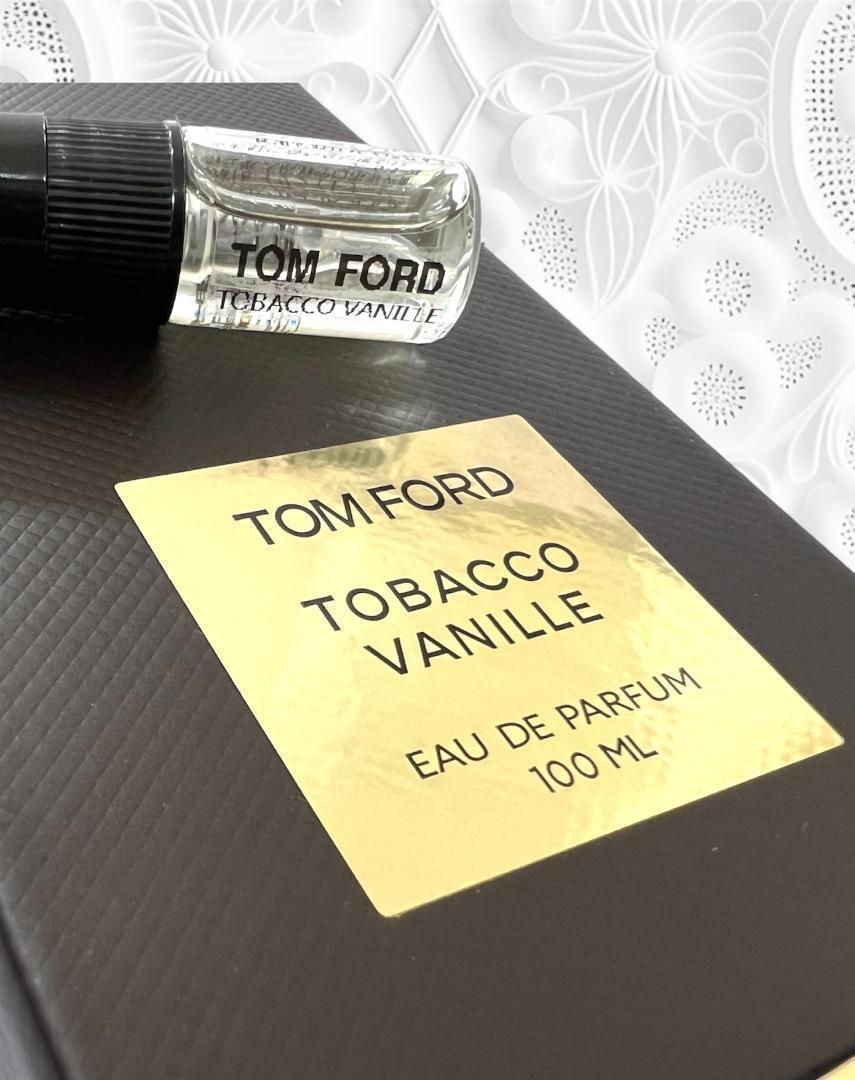 TOM FORD
TOBACCO VANILLE
TOM FORD
TOBACCO
VANILLE
EAU DE PARFUM
100 ML